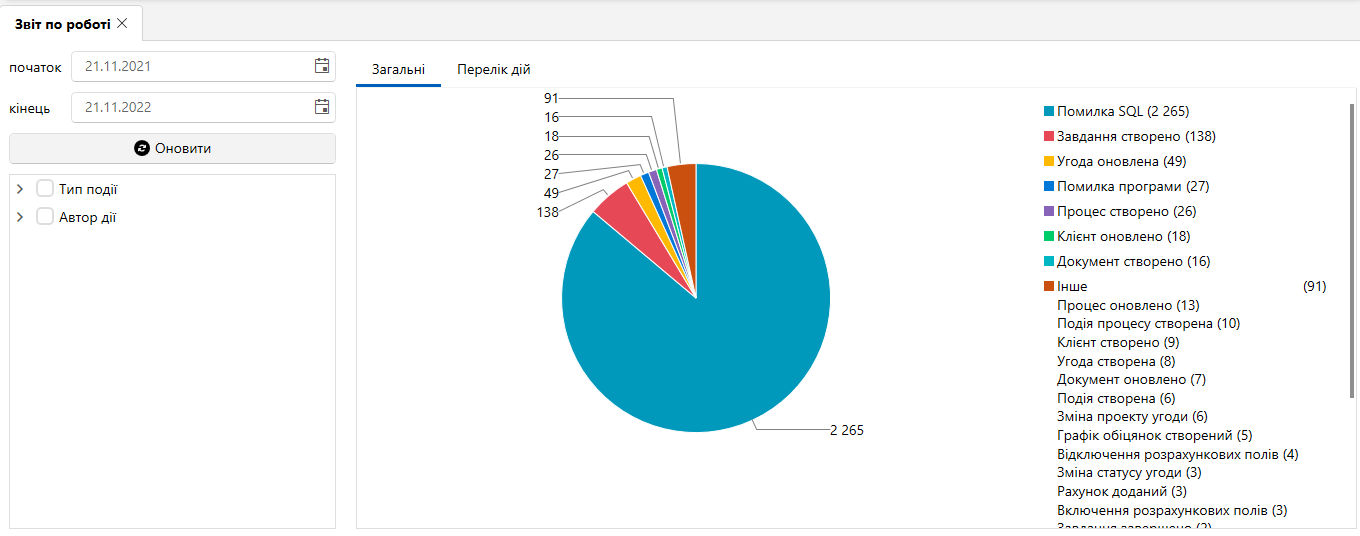 Звіт по роботі
початок 21.11.2021
кінець 21.11.2022
Оновити
Тип події
Автор дії
Загальні Перелік дій
91
16
18
26
27
49
138
2 265
Помилка SQL (2 265)
Завдання створено (138)
Угода оновлена (49)
Помилка програми (27)
Процес створено (26)
Клієнт оновлено (18)
Документ створено (16)
Інше (91)
Процес оновлено (13)
Подія процесу створена (10)
Клієнт створено (9)
Угода створена (8)
Документ оновлено (7)
Подія створена (6)
Зміна проекту угоди (6)
Графік обіцянок створений (5)
Відключення розрахункових полів (4)
Зміна статусу угоди (3)
Рахунок доданий (3)
Включення розрахункових полів (3)
Завдання завершено (2)